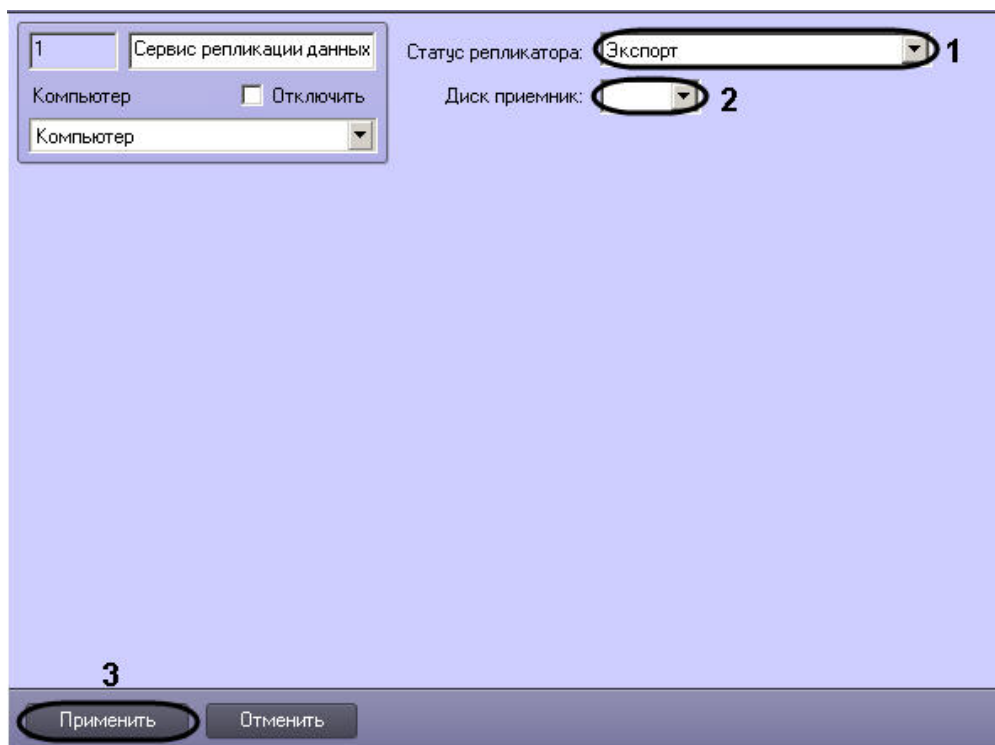 1 Сервис репликации данных Статус репликатора: Экспорт 1
Компьютер Отключить Диск приемник: 2
Компьютер
3
Применить Отменить